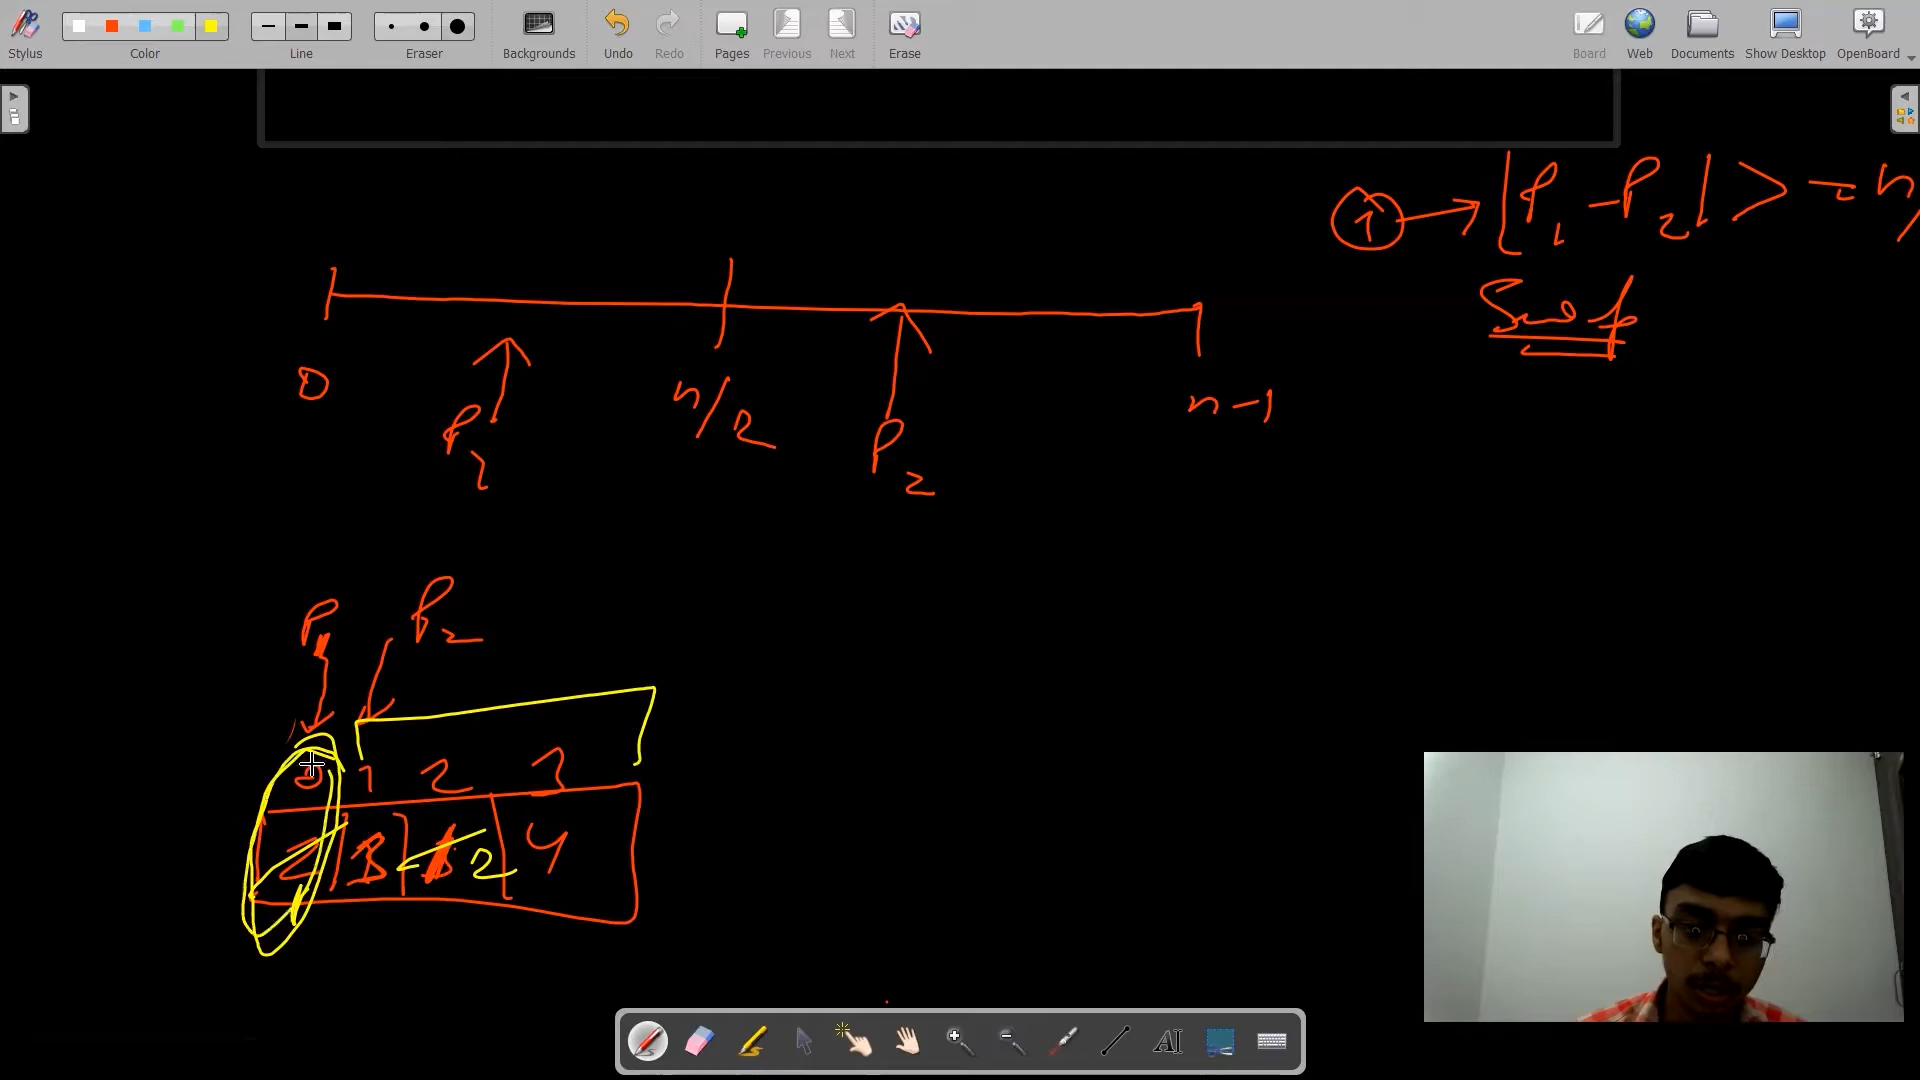 Stylus
Color
Line
Eraser
Backgrounds
Undo
Redo
Pages
Previous
Next
Erase
Board
Web
Documents
Show Desktop
OpenBoard
1 → |P1 - P2| >= n/
Swap
0
n/2
n-1
P1
P2
P1
P2
0 1 2 3
2 4